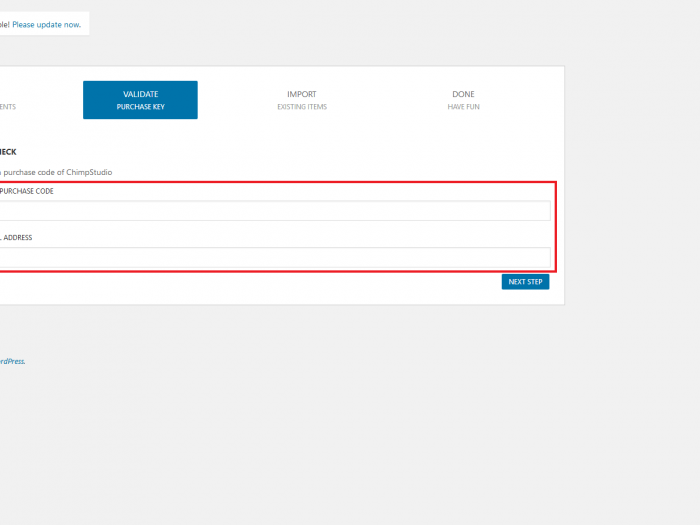 ble! Please update now.
VALIDATE
IMPORT
DONE
ENTS
PURCHASE KEY
EXISTING ITEMS
HAVE FUN
HECK
purchase code of ChimpStudio
PURCHASE CODE
L ADDRESS
NEXT STEP
rdPress.